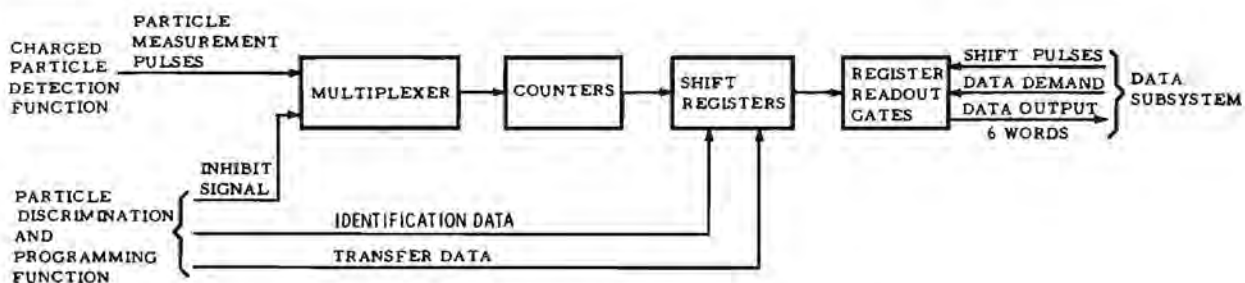 PARTICLE
MEASUREMENT
PULSES
CHARGED
PARTICLE
DETECTION
FUNCTION
MULTIPLEXER
COUNTERS
SHIFT
REGISTERS
REGISTER
READOUT
GATES
SHIFT PULSES
DATA DEMAND
DATA OUTPUT
6 WORDS
DATA
SUBSYSTEM
INHIBIT
SIGNAL
PARTICLE
DISCRIMINATION
AND
PROGRAMMING
FUNCTION
IDENTIFICATION DATA
TRANSFER DATA